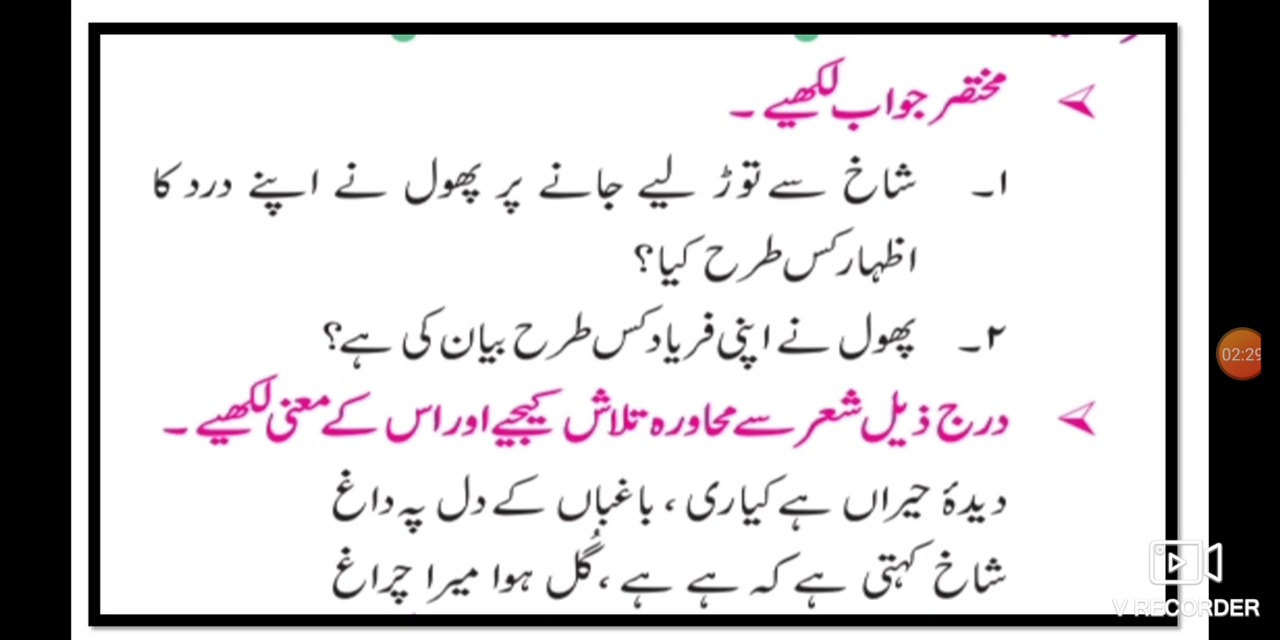 مختصر جواب لکھیے ۔
۱۔ شاخ سے توڑ لیے جانے پر پھول نے اپنے درد کا
اظہار کس طرح کیا؟
۲۔ پھول نے اپنی فریاد کس طرح بیان کی ہے؟
درج ذیل شعر سے محاورہ تلاش کیجیے اور اس کے معنی لکھیے ۔
دیدۂ حیراں ہے کیاری ، باغباں کے دل پہ داغ
شاخ کہتی ہے کہ ہے ہے ، گُل ہوا میرا چراغ
02:29
V RECORDER